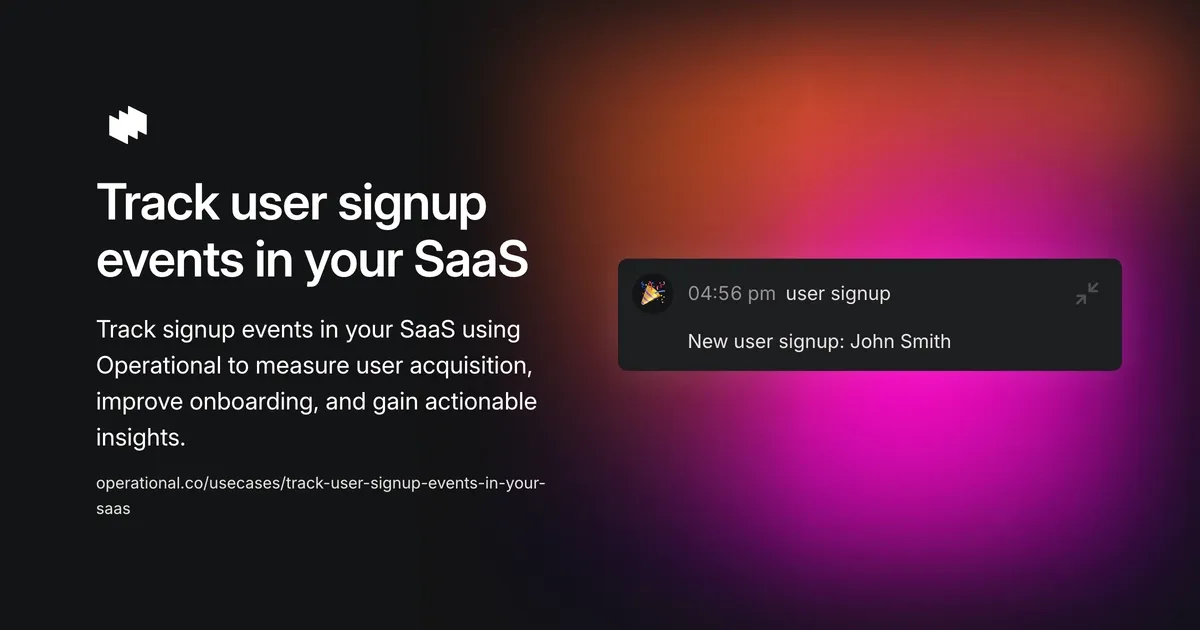 Track user signup
events in your SaaS
Track signup events in your SaaS using
Operational to measure user acquisition,
improve onboarding, and gain actionable
insights.
operational.co/usecases/track-user-signup-events-in-your-
saas
04:56 pm user signup
New user signup: John Smith